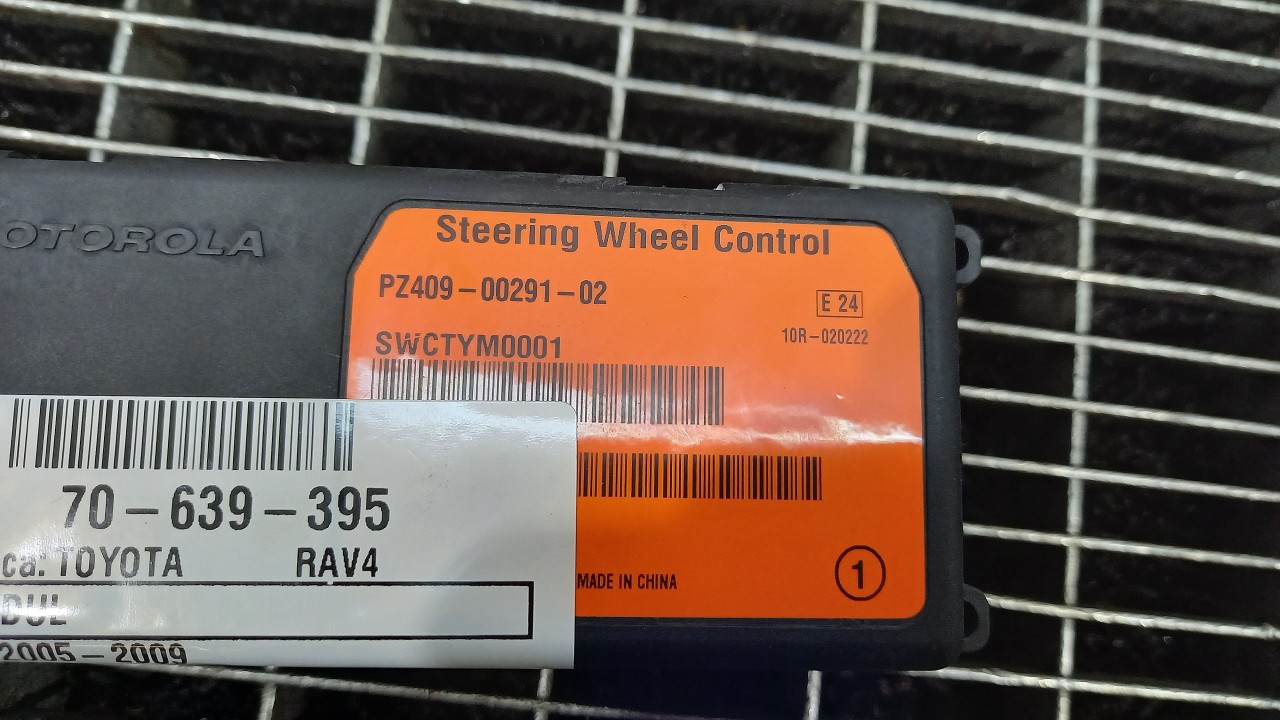 OTOROLA
Steering Wheel Control
PZ409-00291-02
E 24
10R-020222
SWCTYM0001
MADE IN CHINA
1
70-639-395
ca: TOYOTA RAV4
DUL
2005-2009